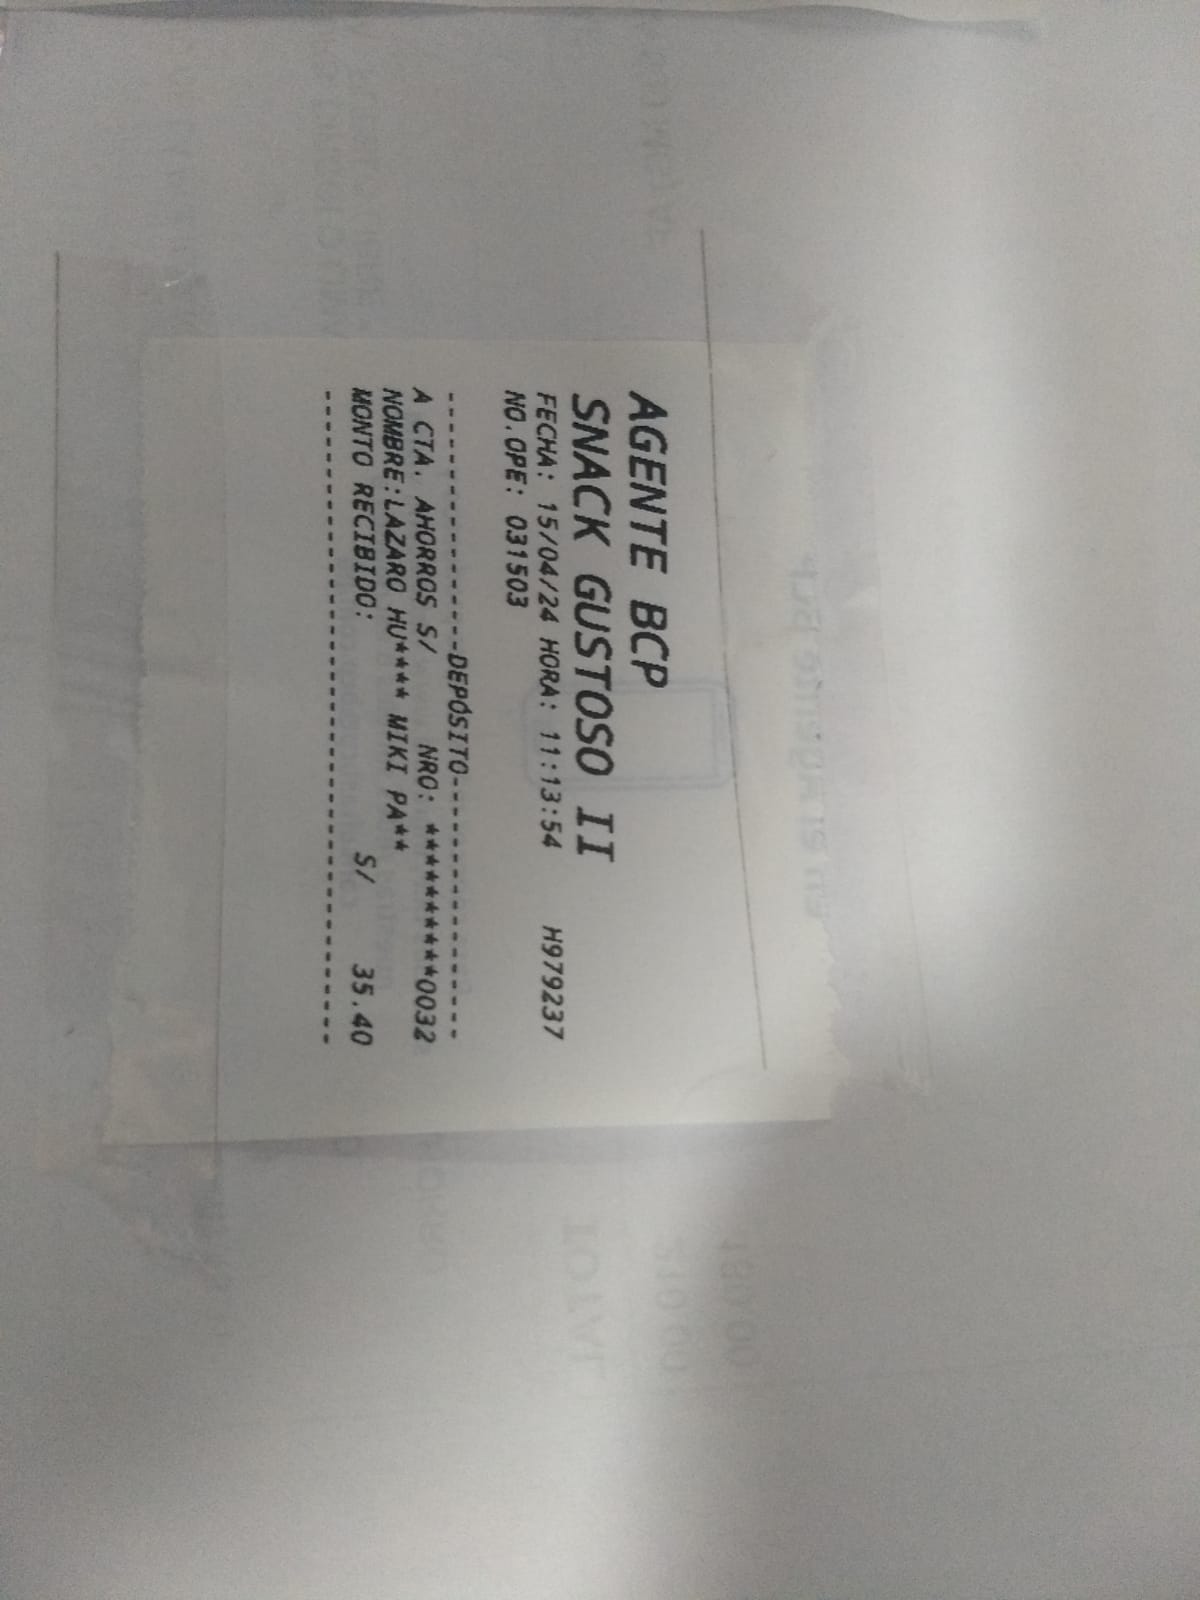 AGENTE BCP
SNACK GUSTOSO II
FECHA: 15/04/24 HORA: 11:13:54 H979237
NO.OPE: 031503
--------------------DEPÓSITO--------------------
A CTA. AHORROS S/ NRO: **********0032
NOMBRE:LAZARO HU**** MIKI PA**
MONTO RECIBIDO: S/ 35.40
------------------------------------------------
TOTAL